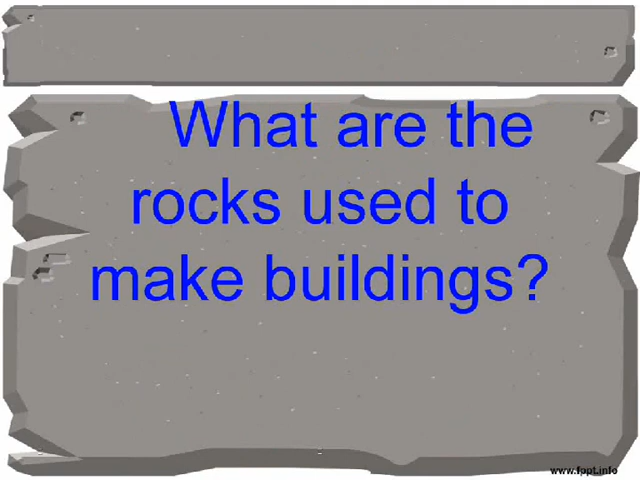 What are the
rocks used to
make buildings?
www.fppt.info